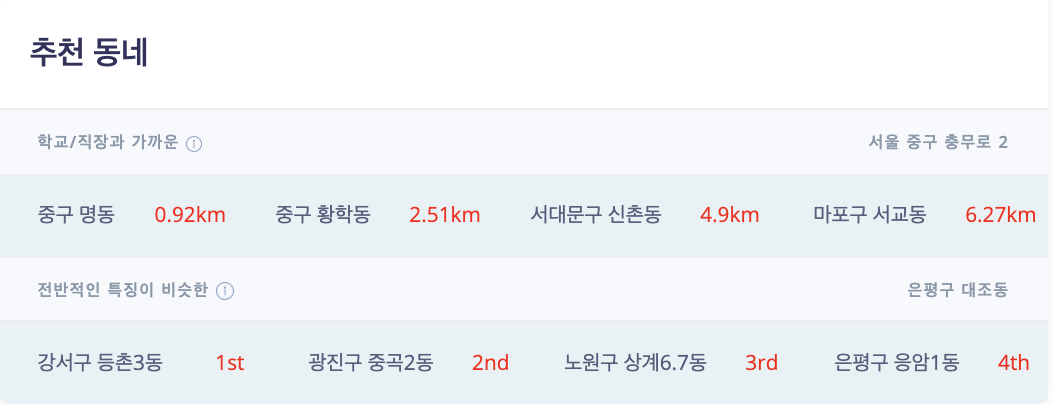 추천 동네
학교/직장과 가까운 서울 중구 충무로 2
중구 명동 0.92km 중구 황학동 2.51km 서대문구 신촌동 4.9km 마포구 서교동 6.27km
전반적인 특징이 비슷한 은평구 대조동
강서구 등촌3동 1st 광진구 중곡2동 2nd 노원구 상계6.7동 3rd 은평구 응암1동 4th